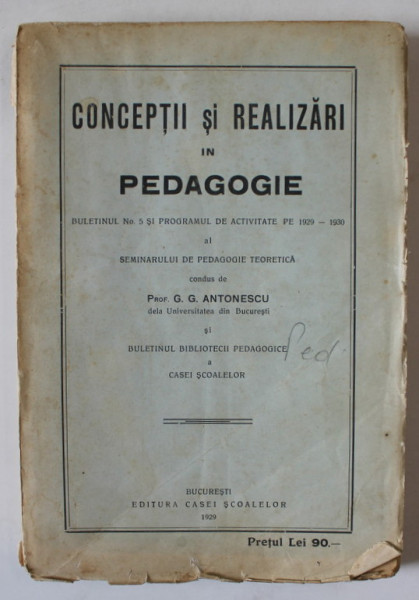 CONCEPȚII și REALIZĂRI
IN
PEDAGOGIE
BULETINUL No. 5 ȘI PROGRAMUL DE ACTIVITATE PE 1929 — 1930
al
SEMINARULUI DE PEDAGOGIE TEORETICĂ
condus de
PROF. G. G. ANTONESCU
dela Universitatea din București
și
BULETINUL BIBLIOTECII PEDAGOGICE
Ped.
a
CASEI ȘCOALELOR
BUCUREȘTI
EDITURA CASEI ȘCOALELOR
1929
Prețul Lei 90.—